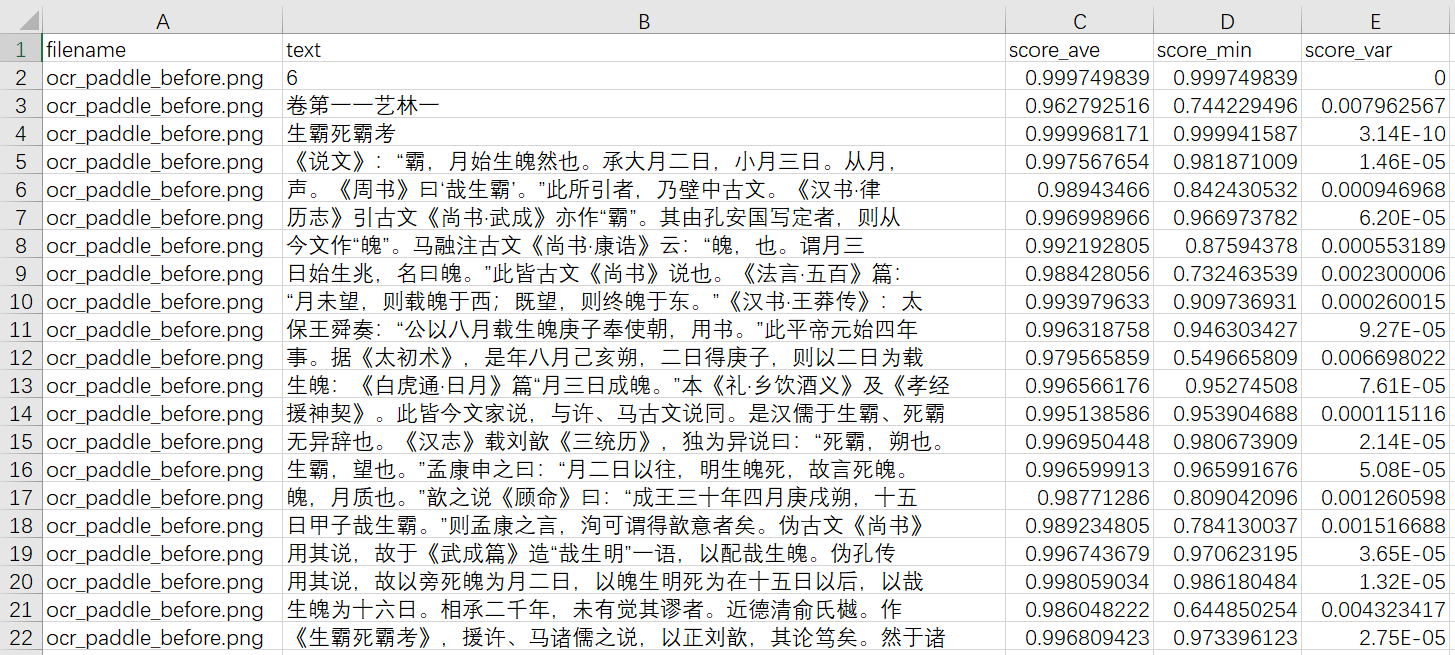 A B C D E
1 filename text score_ave score_min score_var
2 ocr_paddle_before.png 6 0.999749839 0.999749839 0
3 ocr_paddle_before.png 卷第一一艺林一 0.962792516 0.744229496 0.007962567
4 ocr_paddle_before.png 生霸死霸考 0.999968171 0.999941587 3.14E-10
5 ocr_paddle_before.png 《说文》：“霸，月始生魄然也。承大月二日，小月三日。从月， 0.997567654 0.981871009 1.46E-05
6 ocr_paddle_before.png 声。《周书》曰‘哉生霸’。”此所引者，乃壁中古文。《汉书·律 0.98943466 0.842430532 0.000946968
7 ocr_paddle_before.png 历志》引古文《尚书·武成》亦作“霸”。其由孔安国写定者，则从 0.996998966 0.966973782 6.20E-05
8 ocr_paddle_before.png 今文作“魄”。马融注古文《尚书·康诰》云：“魄，也。谓月三 0.992192805 0.87594378 0.000553189
9 ocr_paddle_before.png 日始生兆，名曰魄。”此皆古文《尚书》说也。《法言·五百》篇： 0.988428056 0.732463539 0.002300006
10 ocr_paddle_before.png “月未望，则载魄于西；既望，则终魄于东。”《汉书·王莽传》：太 0.993979633 0.909736931 0.000260015
11 ocr_paddle_before.png 保王舜奏：“公以八月载生魄庚子奉使朝，用书。”此平帝元始四年 0.996318758 0.946303427 9.27E-05
12 ocr_paddle_before.png 事。据《太初术》，是年八月己亥朔，二日得庚子，则以二日为载 0.979565859 0.549665809 0.006698022
13 ocr_paddle_before.png 生魄：《白虎通·日月》篇“月三日成魄。”本《礼·乡饮酒义》及《孝经 0.996566176 0.95274508 7.61E-05
14 ocr_paddle_before.png 援神契》。此皆今文家说，与许、马古文说同。是汉儒于生霸、死霸 0.995138586 0.953904688 0.000115116
15 ocr_paddle_before.png 无异辞也。《汉志》载刘歆《三统历》，独为异说曰：“死霸，朔也。 0.996950448 0.980673909 2.14E-05
16 ocr_paddle_before.png 生霸，望也。”孟康申之曰：“月二日以往，明生魄死，故言死魄。 0.996599913 0.965991676 5.08E-05
17 ocr_paddle_before.png 魄，月质也。”歆之说《顾命》曰：“成王三十年四月庚戌朔，十五 0.98771286 0.809042096 0.001260598
18 ocr_paddle_before.png 日甲子哉生霸。”则孟康之言，洵可谓得歆意者矣。伪古文《尚书》 0.989234805 0.784130037 0.001516688
19 ocr_paddle_before.png 用其说，故于《武成篇》造“哉生明”一语，以配哉生魄。伪孔传 0.996743679 0.970623195 3.65E-05
20 ocr_paddle_before.png 用其说，故以旁死魄为月二日，以魄生明死为在十五日以后，以哉 0.998059034 0.986180484 1.32E-05
21 ocr_paddle_before.png 生魄为十六日。相承二千年，未有觉其谬者。近德清俞氏樾。作 0.986048222 0.644850254 0.004323417
22 ocr_paddle_before.png 《生霸死霸考》，援许、马诸儒之说，以正刘歆，其论笃矣。然于诸 0.996809423 0.973396123 2.75E-05